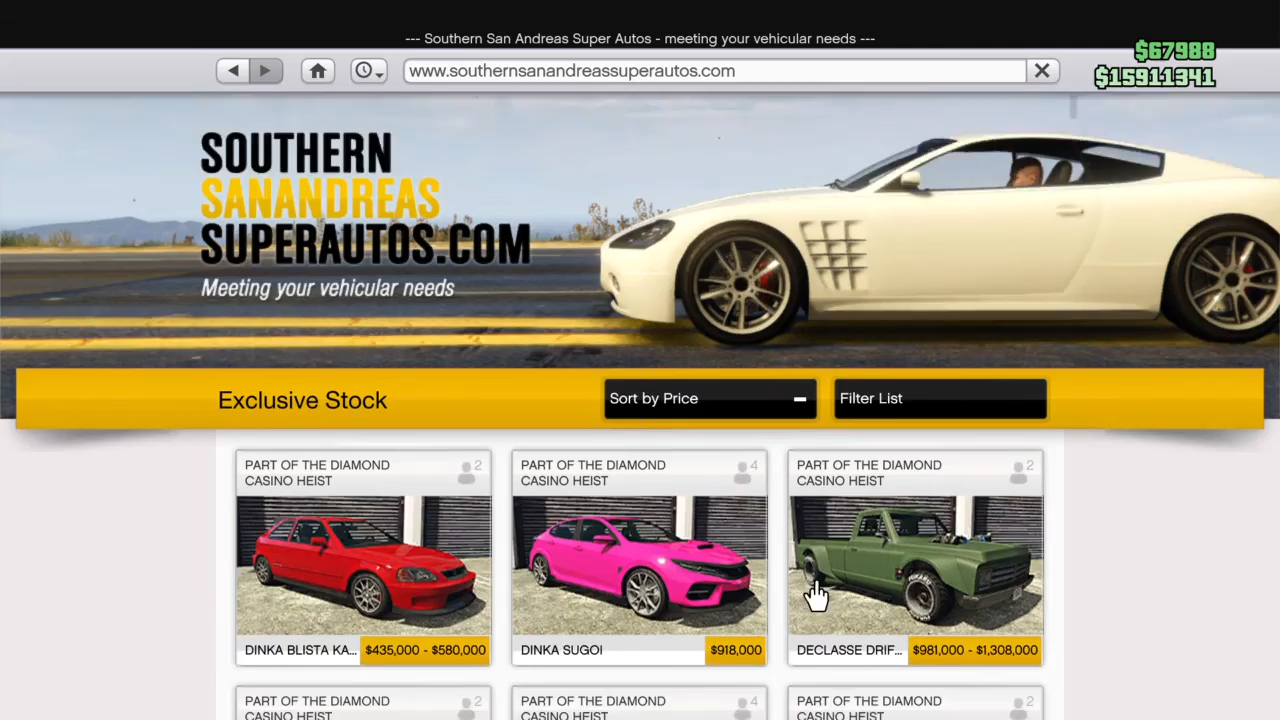 --- Southern San Andreas Super Autos - meeting your vehicular needs ---
$67988
$15911341
www.southernsanandreassuperautos.com
SOUTHERN
SANANDREAS
SUPERAUTOS.COM
Meeting your vehicular needs
Exclusive Stock
Sort by Price
Filter List
PART OF THE DIAMOND
CASINO HEIST
2
PART OF THE DIAMOND
CASINO HEIST
4
PART OF THE DIAMOND
CASINO HEIST
2
DINKA BLISTA KA... $435,000 - $580,000
DINKA SUGOI $918,000
DECLASSE DRIF... $981,000 - $1,308,000
PART OF THE DIAMOND
CASINO HEIST
2
PART OF THE DIAMOND
CASINO HEIST
4
PART OF THE DIAMOND
CASINO HEIST
2